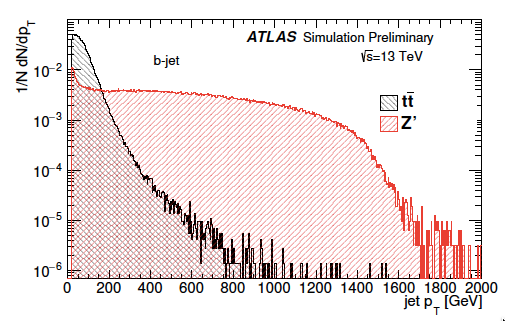 1/N dN/dp_T
ATLAS Simulation Preliminary
√s=13 TeV
b-jet
tt̄
Z'
10⁻²
10⁻³
10⁻⁴
10⁻⁵
10⁻⁶
0 200 400 600 800 1000 1200 1400 1600 1800 2000
jet p_T [GeV]